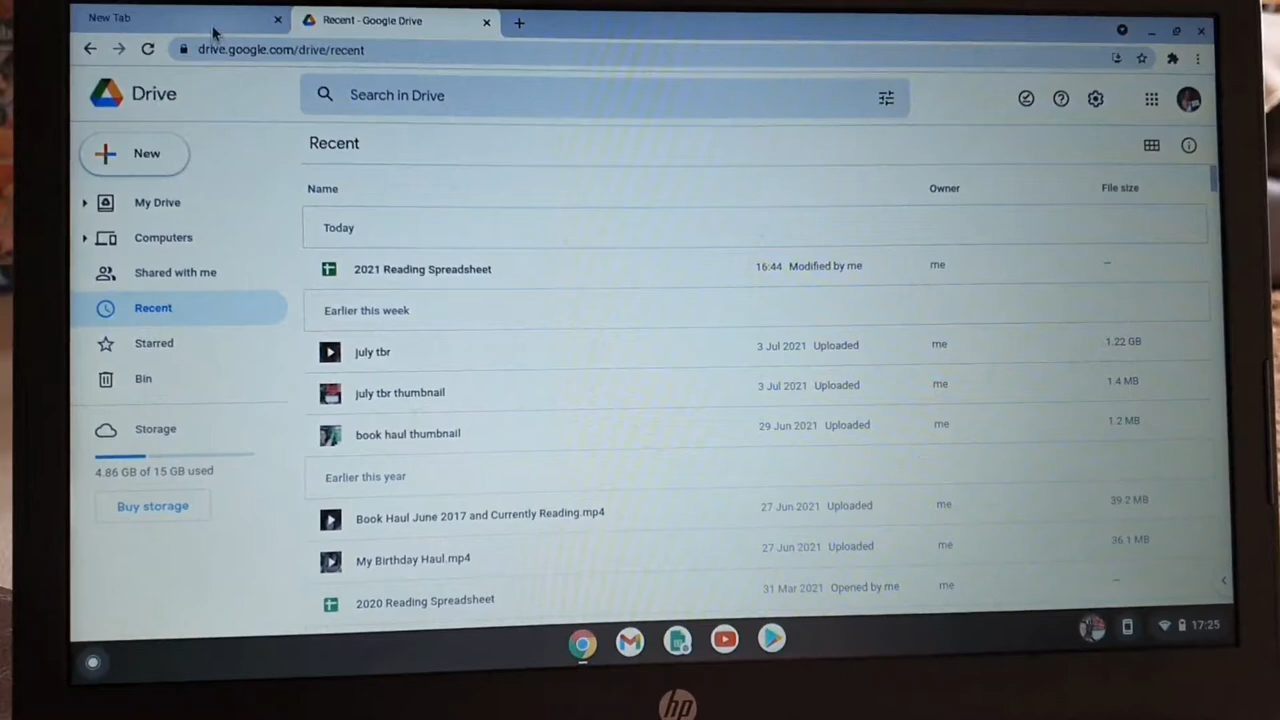 New Tab
Recent - Google Drive
drive.google.com/drive/recent
Drive
Search in Drive
New
Recent
Name Owner File size
My Drive
Today
Computers
2021 Reading Spreadsheet 16:44 Modified by me me —
Shared with me
Earlier this week
Recent
July tbr 3 Jul 2021 Uploaded me 1.22 GB
Starred
July tbr thumbnail 3 Jul 2021 Uploaded me 1.4 MB
Bin
book haul thumbnail 29 Jun 2021 Uploaded me 1.2 MB
Storage
4.86 GB of 15 GB used
Earlier this year
Buy storage
Book Haul June 2017 and Currently Reading.mp4 27 Jun 2021 Uploaded me 39.2 MB
My Birthday Haul.mp4 27 Jun 2021 Uploaded me 36.1 MB
2020 Reading Spreadsheet 31 Mar 2021 Opened by me me —
17:25
hp